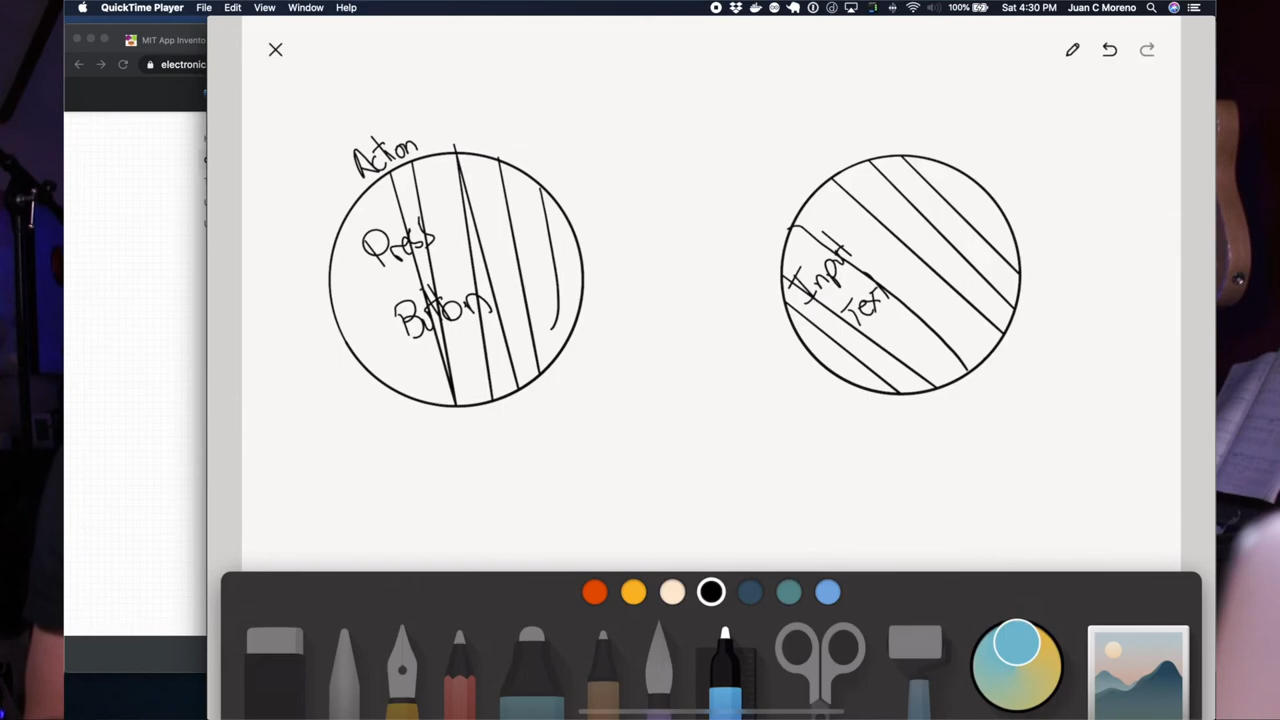 QuickTime Player File Edit View Window Help 100% Sat 4:30 PM Juan C Moreno
MIT App Invento
electronic
Action
Press
Button
Input
Text